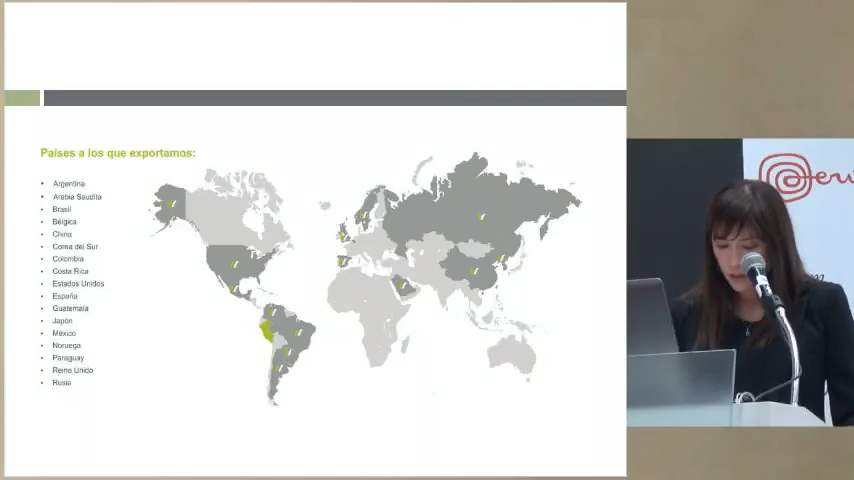 Países a los que exportamos:
Argentina
Arabia Saudita
Brasil
Bélgica
China
Corea del Sur
Colombia
Costa Rica
Estados Unidos
España
Guatemala
Japón
México
Noruega
Paraguay
Reino Unido
Rusia